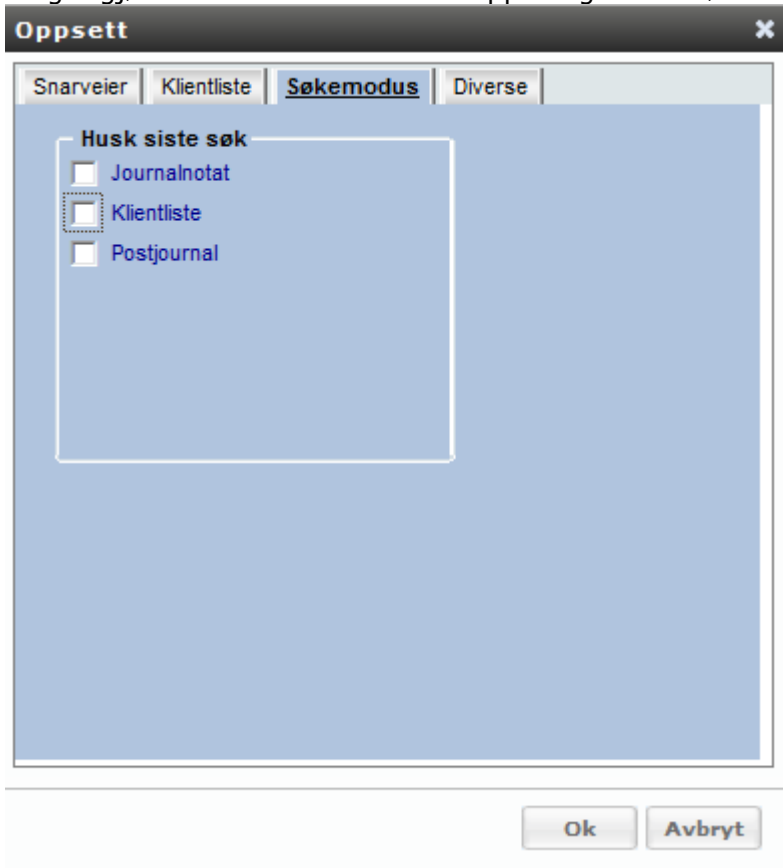 Oppsett
Snarveier Klientliste Søkemodus Diverse
Husk siste søk
Journalnotat
Klientliste
Postjournal
Ok Avbryt